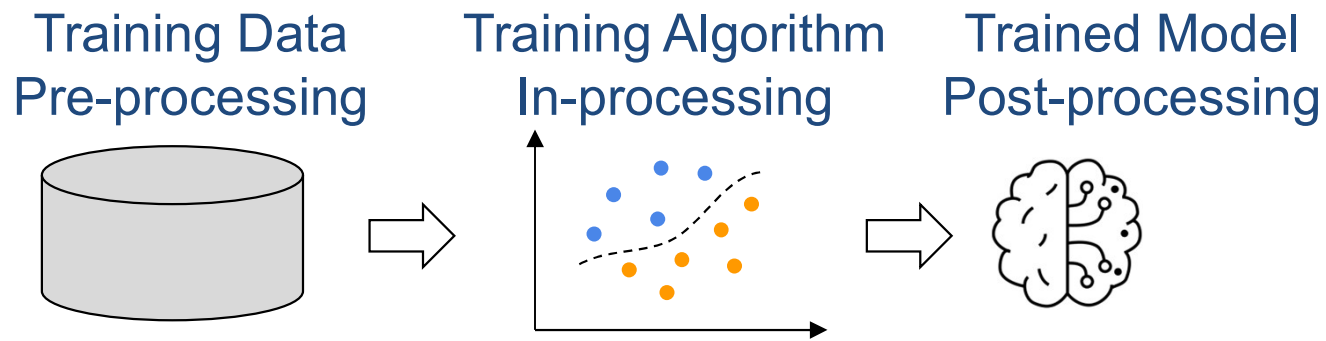 Training Data
Pre-processing
Training Algorithm
In-processing
Trained Model
Post-processing